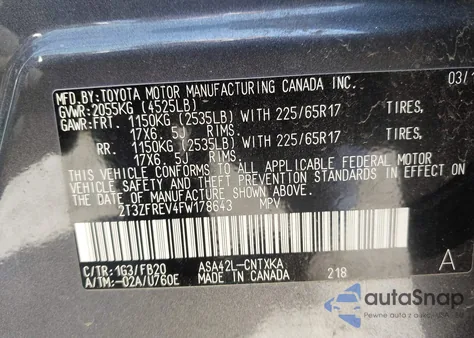 MFD.BY:TOYOTA MOTOR MANUFACTURING CANADA INC. 03/
GVWR:2055KG (4525LB)
GAWR:FRT. 1150KG (2535LB) WITH 225/65R17 TIRES,
17X6. 5J RIMS.
RR. 1150KG (2535LB) WITH 225/65R17 TIRES,
17X6. 5J RIMS.
THIS VEHICLE CONFORMS TO ALL APPLICABLE FEDERAL MOTOR
VEHICLE SAFETY AND BUMPER STANDARDS IN EFFECT ON
THE DATE OF MANUFACTURE SHOWN ABOVE.
2T3ZFREV4FW178643 MPV
C/TR:1G3/FB20 ASA42L-CNTXKA A
A/TM:-02A/U760E MADE IN CANADA 218
autoSnap